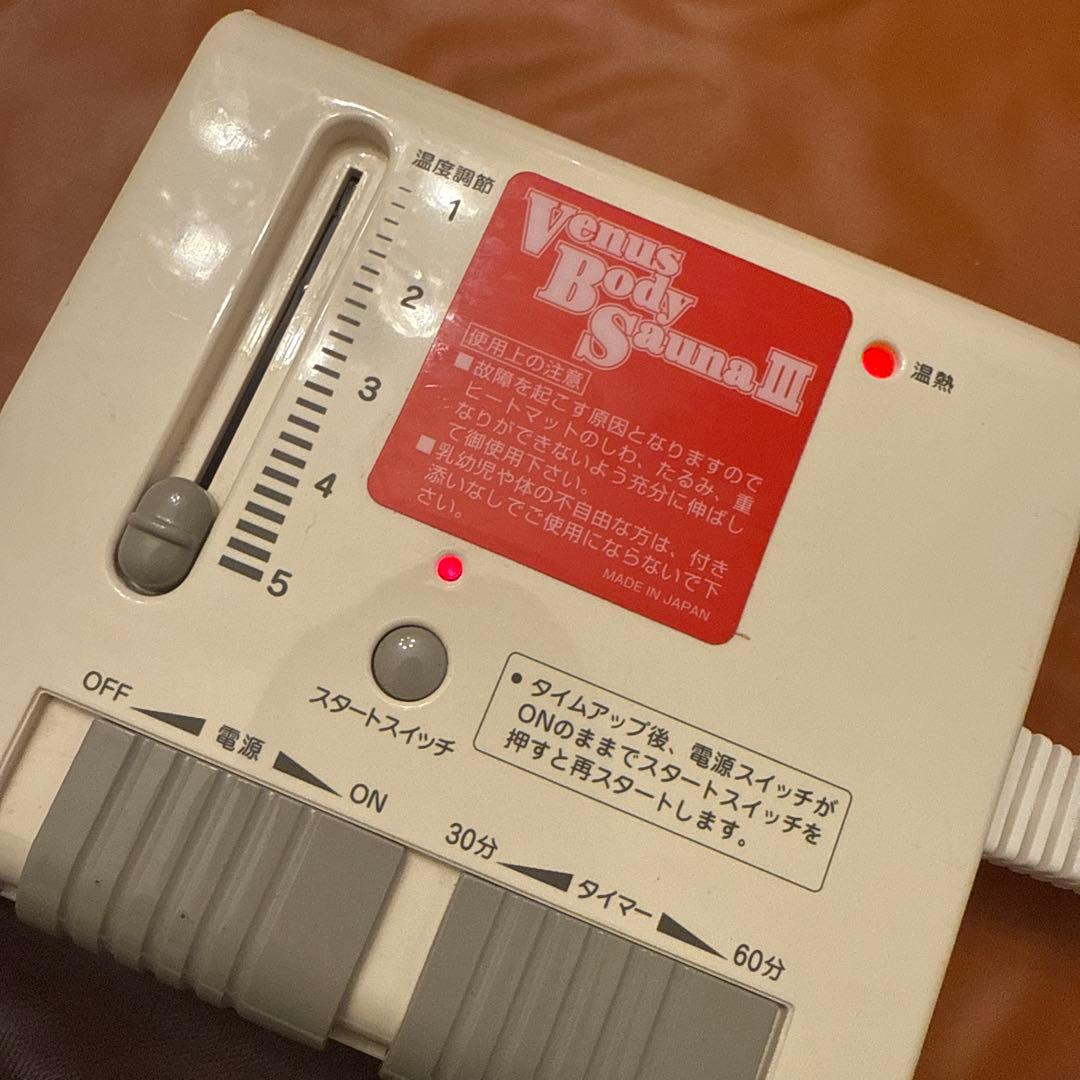 温度調節
1
2
3
4
5
Venus
Body
Sauna III
使用上の注意
■故障を起こす原因となりますので
ヒートマットのしわ、たるみ、重
なりができないよう充分に伸ばし
て御使用下さい。
■乳幼児や体の不自由な方は、付き
添いなしでご使用にならないで下
さい。
MADE IN JAPAN
温熱
スタートスイッチ
• タイムアップ後、電源スイッチが
ONのままでスタートスイッチを
押すと再スタートします。
OFF 電源 ON
30分 タイマー 60分